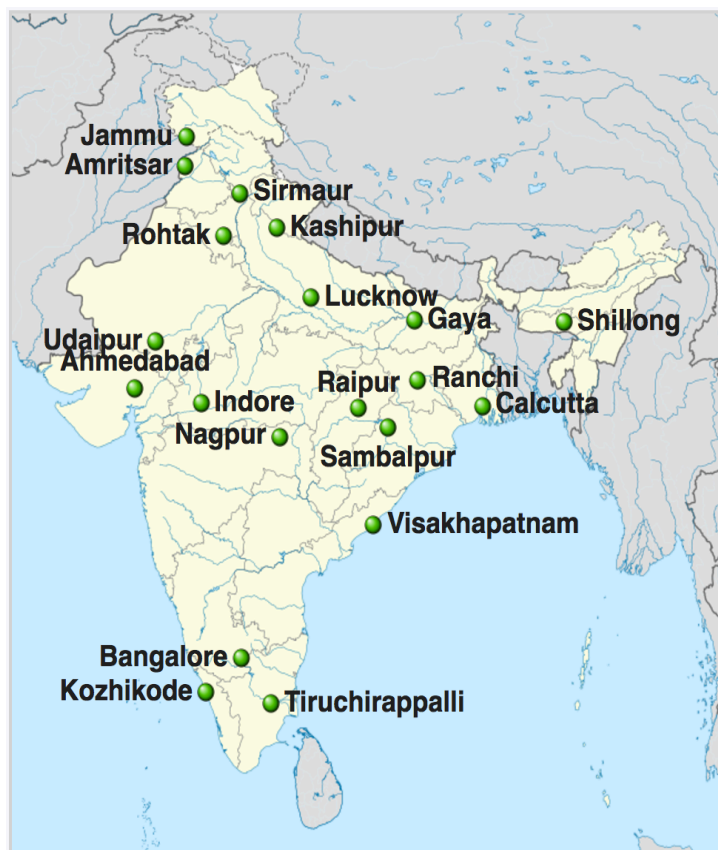 Jammu
Amritsar
Sirmaur
Kashipur
Rohtak
Lucknow
Gaya
Shillong
Udaipur
Ahmedabad
Raipur
Ranchi
Indore
Calcutta
Nagpur
Sambalpur
Visakhapatnam
Bangalore
Kozhikode
Tiruchirappalli